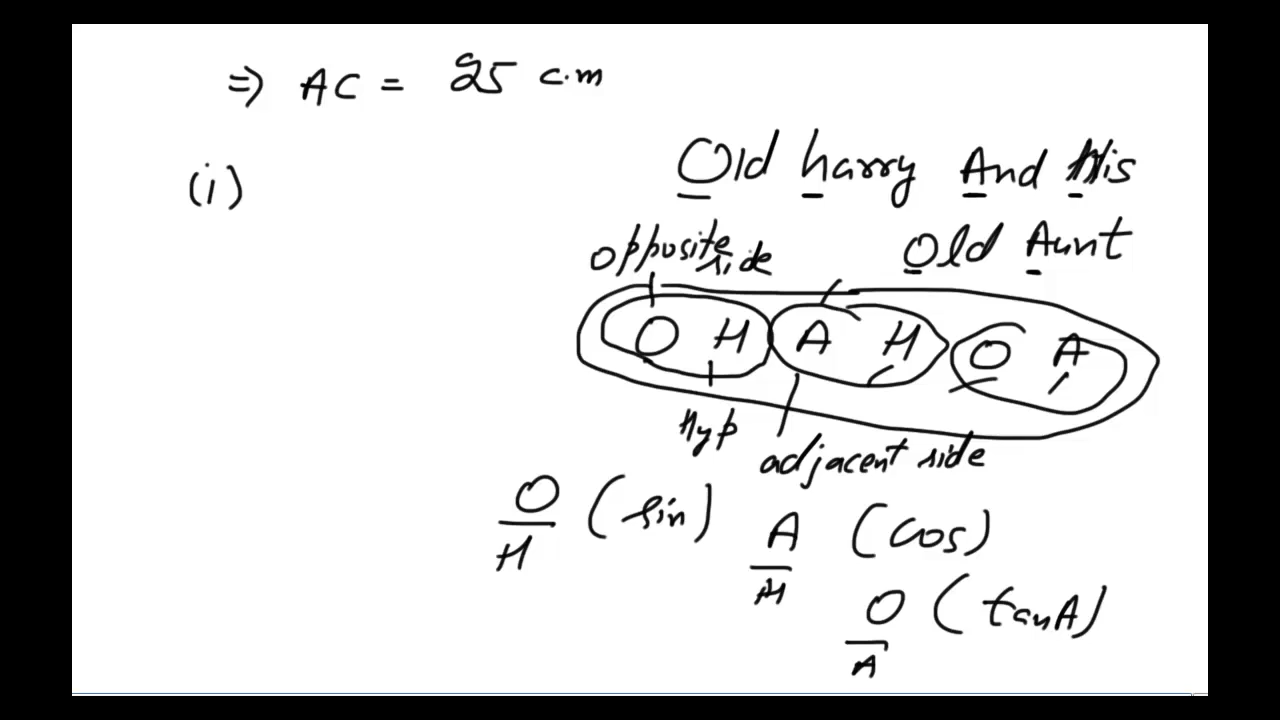 ⇒ AC = 25 c.m
(i)
Old harry And His
Old Aunt
opposite
side
O H A H O A
Hyp
adjacent side
O/H (sin)
A/H (cos)
O/A (tanA)